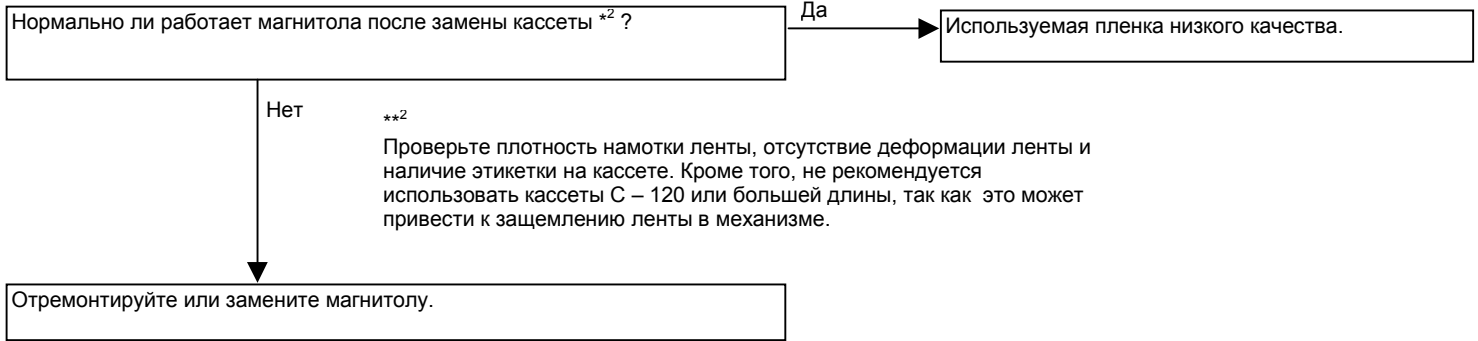 Нормально ли работает магнитола после замены кассеты *² ?
Да
Используемая пленка низкого качества.
Нет
**²
Проверьте плотность намотки ленты, отсутствие деформации ленты и
наличие этикетки на кассете. Кроме того, не рекомендуется
использовать кассеты С – 120 или большей длины, так как это может
привести к защемлению ленты в механизме.
Отремонтируйте или замените магнитолу.